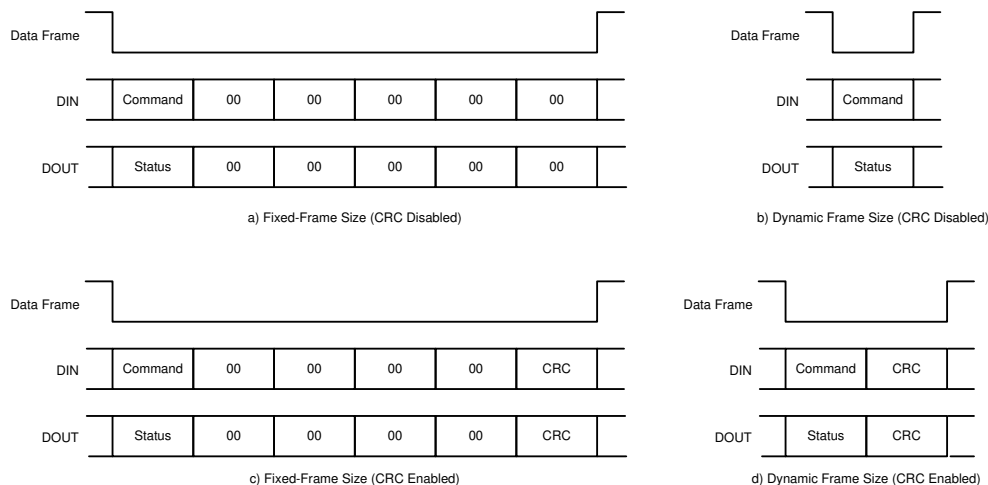 Data Frame
DIN Command 00 00 00 00 00
DOUT Status 00 00 00 00 00
a) Fixed-Frame Size (CRC Disabled)
Data Frame
DIN Command
DOUT Status
b) Dynamic Frame Size (CRC Disabled)
Data Frame
DIN Command 00 00 00 00 CRC
DOUT Status 00 00 00 00 CRC
c) Fixed-Frame Size (CRC Enabled)
Data Frame
DIN Command CRC
DOUT Status CRC
d) Dynamic Frame Size (CRC Enabled)